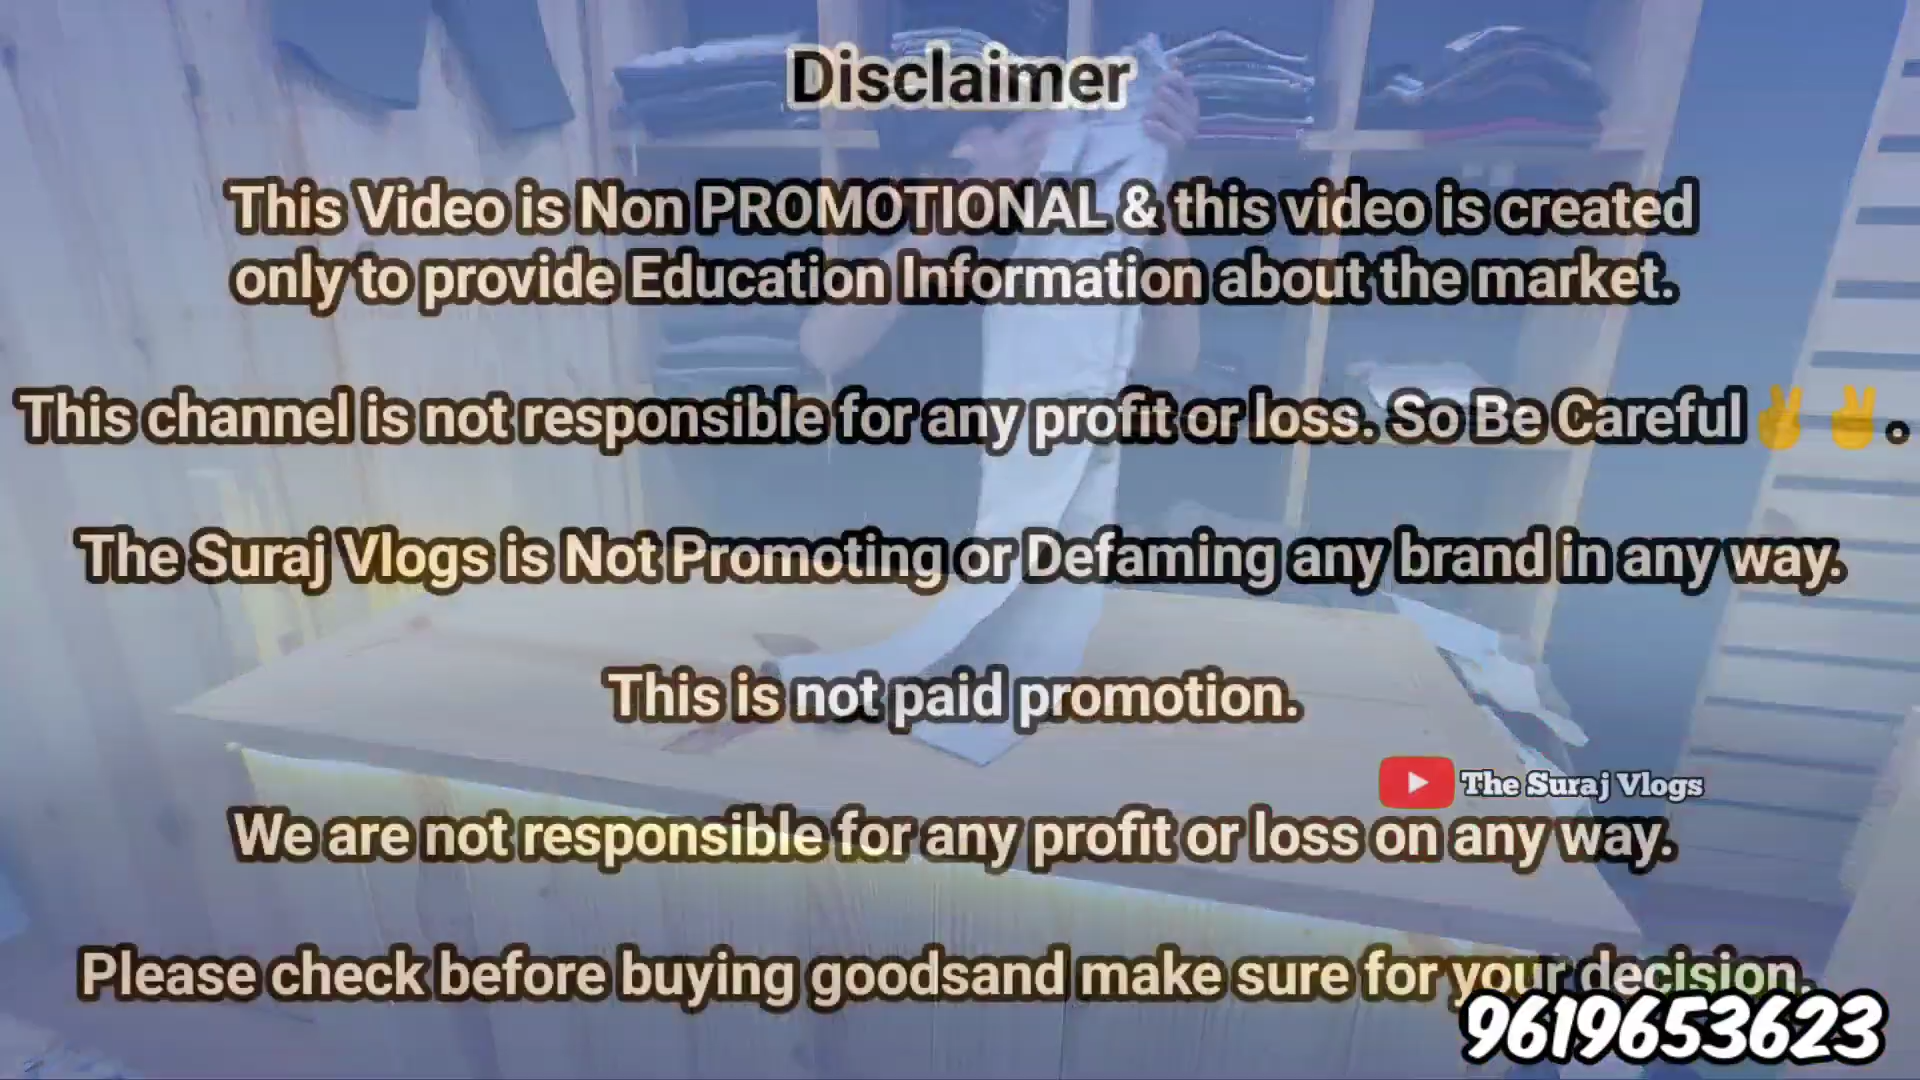 Disclaimer
This Video is Non PROMOTIONAL & this video is created
only to provide Education Information about the market.
This channel is not responsible for any profit or loss. So Be Careful✌️✌️.
The Suraj Vlogs is Not Promoting or Defaming any brand in any way.
This is not paid promotion.
The Suraj Vlogs
We are not responsible for any profit or loss on any way.
Please check before buying goodsand make sure for your decision.
9619653623